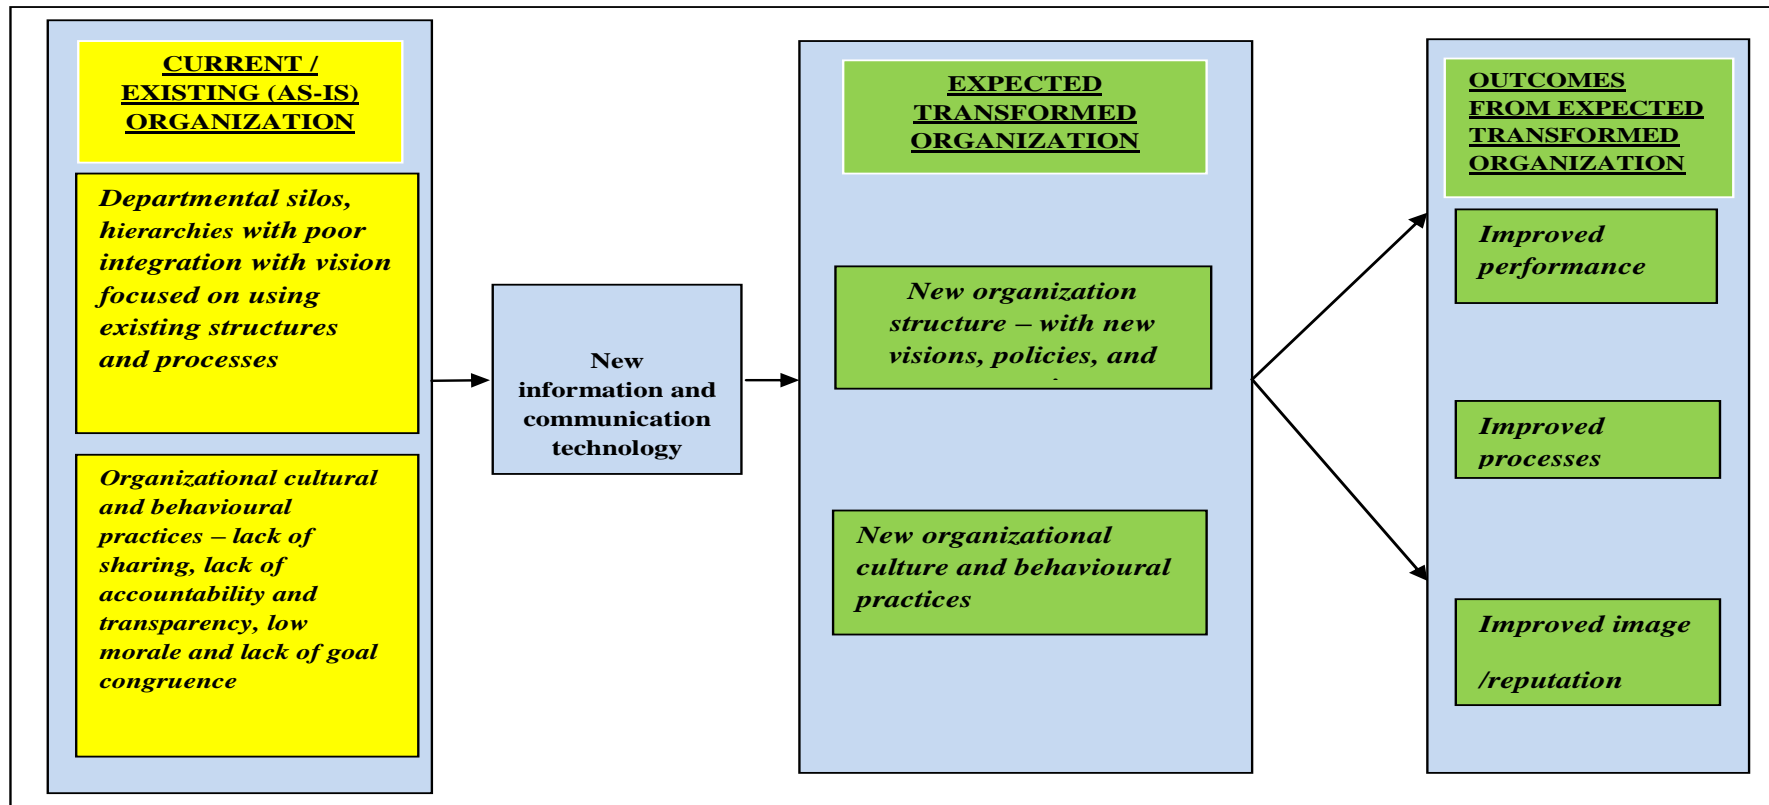 CURRENT /
EXISTING (AS-IS)
ORGANIZATION
Departmental silos,
hierarchies with poor
integration with vision
focused on using
existing structures
and processes
Organizational cultural
and behavioural
practices – lack of
sharing, lack of
accountability and
transparency, low
morale and lack of goal
congruence
New
information and
communication
technology
EXPECTED
TRANSFORMED
ORGANIZATION
New organization
structure – with new
visions, policies, and
New organizational
culture and behavioural
practices
OUTCOMES
FROM EXPECTED
TRANSFORMED
ORGANIZATION
Improved
performance
Improved
processes
Improved image
/reputation